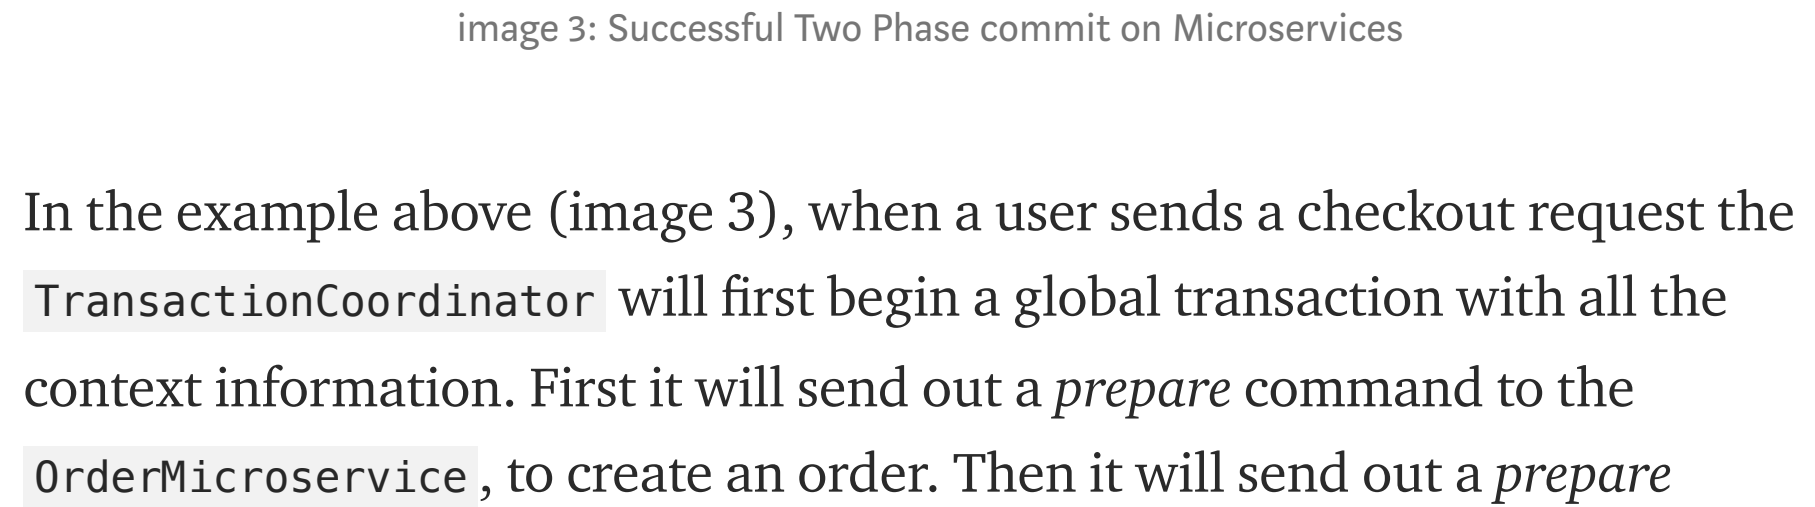 image 3: Successful Two Phase commit on Microservices
In the example above (image 3), when a user sends a checkout request the
TransactionCoordinator will first begin a global transaction with all the
context information. First it will send out a prepare command to the
OrderMicroservice, to create an order. Then it will send out a prepare